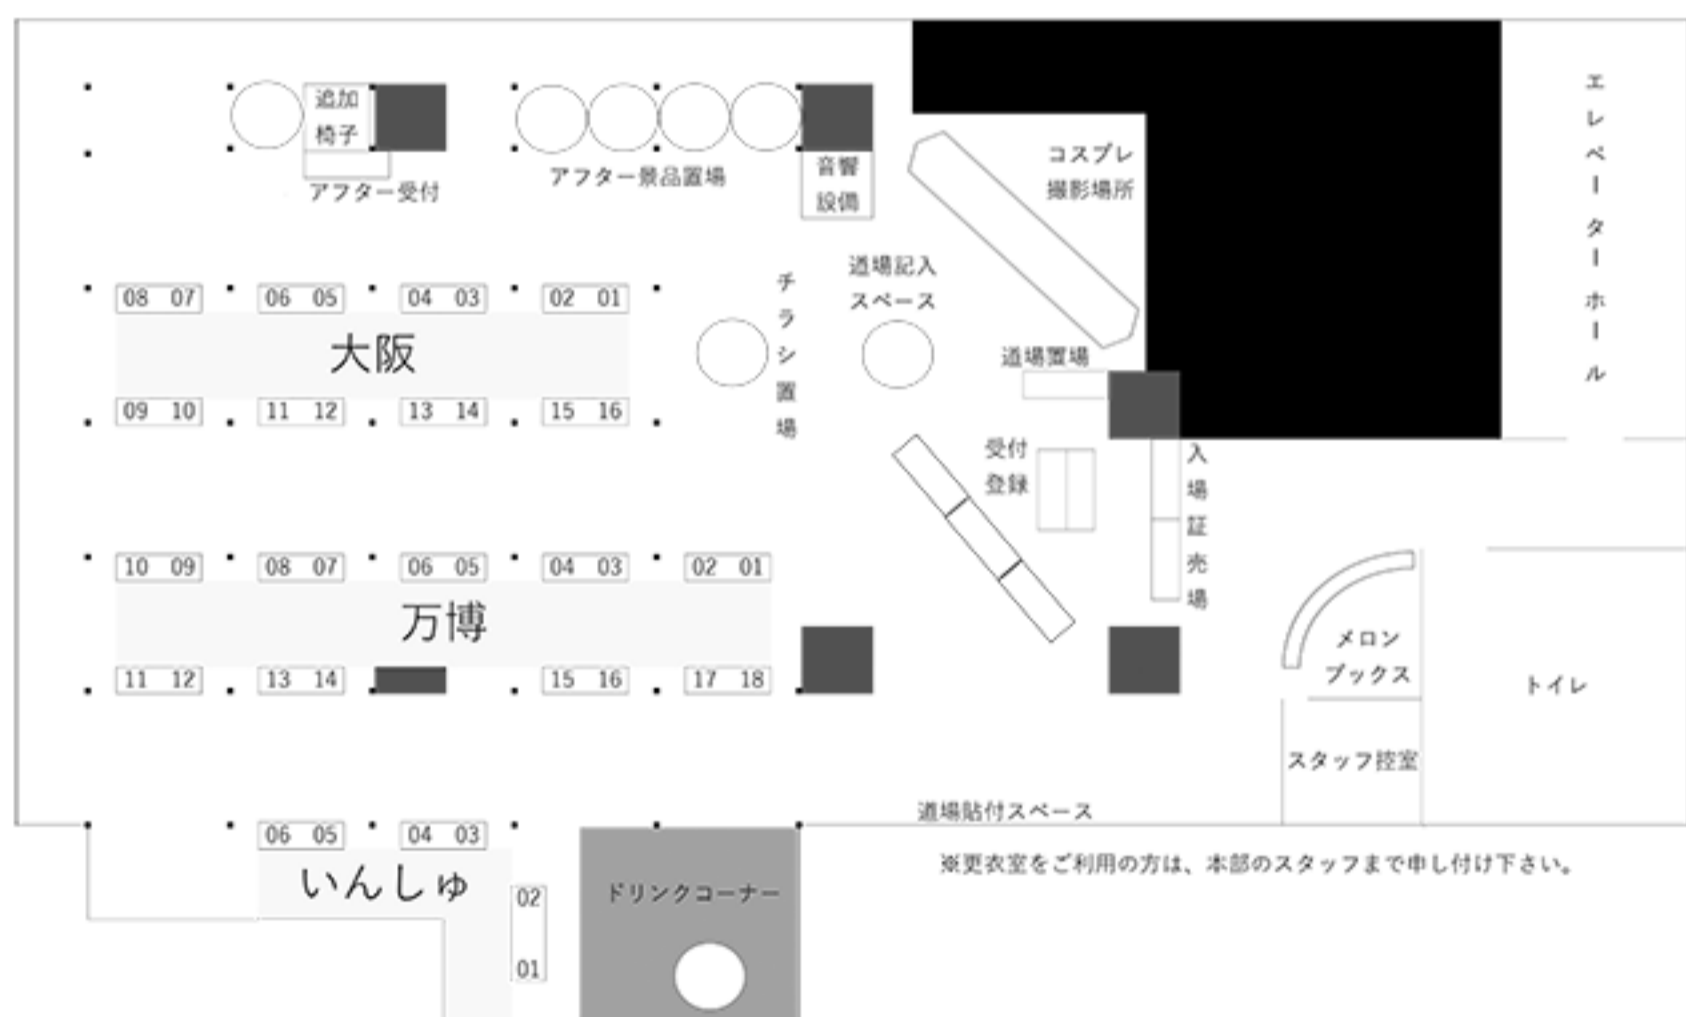 追加
椅子
アフター受付
アフター景品置場
音響
設備
コスプレ
撮影場所
エレベーターホール
道場記入
スペース
チラシ置場
08 07
06 05
04 03
02 01
大阪
09 10
11 12
13 14
15 16
道場置場
受付
登録
入場証売場
10 09
08 07
06 05
04 03
02 01
万博
11 12
13 14
15 16
17 18
メロン
ブックス
トイレ
スタッフ控室
道場貼付スペース
※更衣室をご利用の方は、本部のスタッフまで申し付け下さい。
06 05
04 03
いんしゅ
02
01
ドリンクコーナー